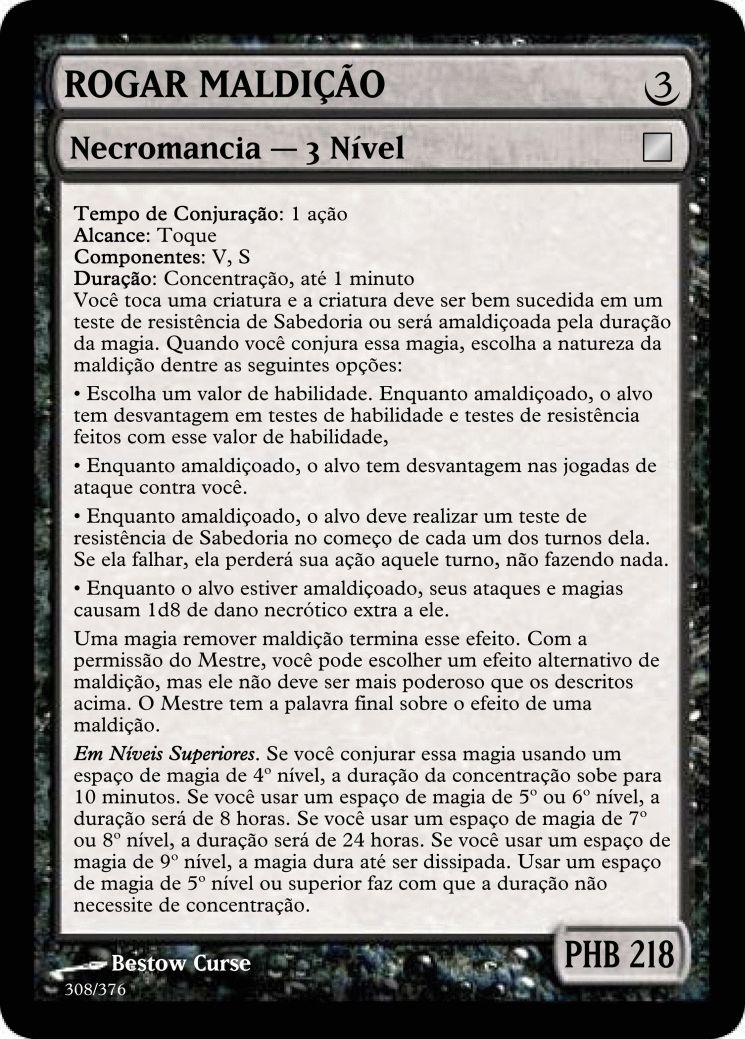 ROGAR MALDIÇÃO 3
Necromancia — 3 Nível
Tempo de Conjuração: 1 ação
Alcance: Toque
Componentes: V, S
Duração: Concentração, até 1 minuto
Você toca uma criatura e a criatura deve ser bem sucedida em um
teste de resistência de Sabedoria ou será amaldiçoada pela duração
da magia. Quando você conjura essa magia, escolha a natureza da
maldição dentre as seguintes opções:
• Escolha um valor de habilidade. Enquanto amaldiçoado, o alvo
tem desvantagem em testes de habilidade e testes de resistência
feitos com esse valor de habilidade,
• Enquanto amaldiçoado, o alvo tem desvantagem nas jogadas de
ataque contra você.
• Enquanto amaldiçoado, o alvo deve realizar um teste de
resistência de Sabedoria no começo de cada um dos turnos dela.
Se ela falhar, ela perderá sua ação aquele turno, não fazendo nada.
• Enquanto o alvo estiver amaldiçoado, seus ataques e magias
causam 1d8 de dano necrótico extra a ele.
Uma magia remover maldição termina esse efeito. Com a
permissão do Mestre, você pode escolher um efeito alternativo de
maldição, mas ele não deve ser mais poderoso que os descritos
acima. O Mestre tem a palavra final sobre o efeito de uma
maldição.
Em Níveis Superiores. Se você conjurar essa magia usando um
espaço de magia de 4º nível, a duração da concentração sobe para
10 minutos. Se você usar um espaço de magia de 5º ou 6º nível, a
duração será de 8 horas. Se você usar um espaço de magia de 7º
ou 8º nível, a duração será de 24 horas. Se você usar um espaço de
magia de 9º nível, a magia dura até ser dissipada. Usar um espaço
de magia de 5º nível ou superior faz com que a duração não
necessite de concentração.
PHB 218
Bestow Curse
308/376